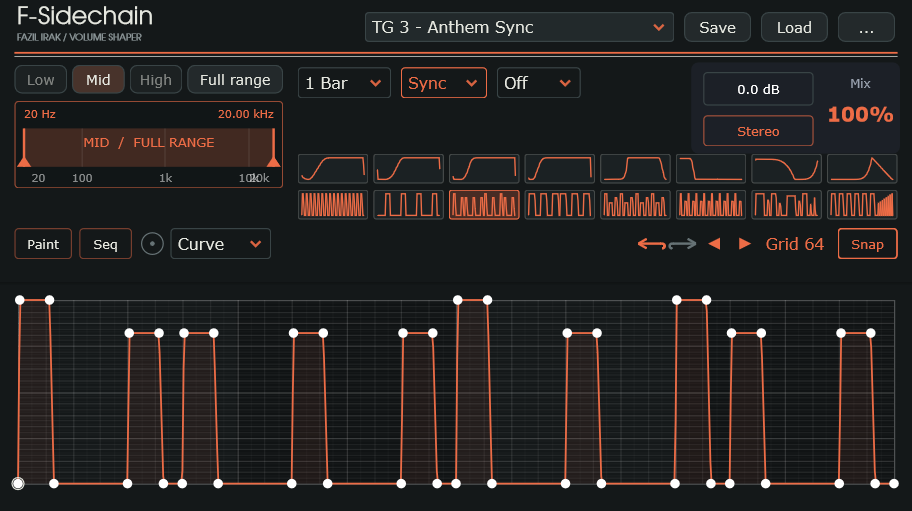 F-Sidechain
FAZIL IRAK / VOLUME SHAPER
TG 3 - Anthem Sync
Save
Load
...
Low
Mid
High
Full range
1 Bar
Sync
Off
0.0 dB
Stereo
Mix
100%
20 Hz
20.00 kHz
MID / FULL RANGE
20
100
1k
10k
20k
Paint
Seq
Curve
Grid 64
Snap